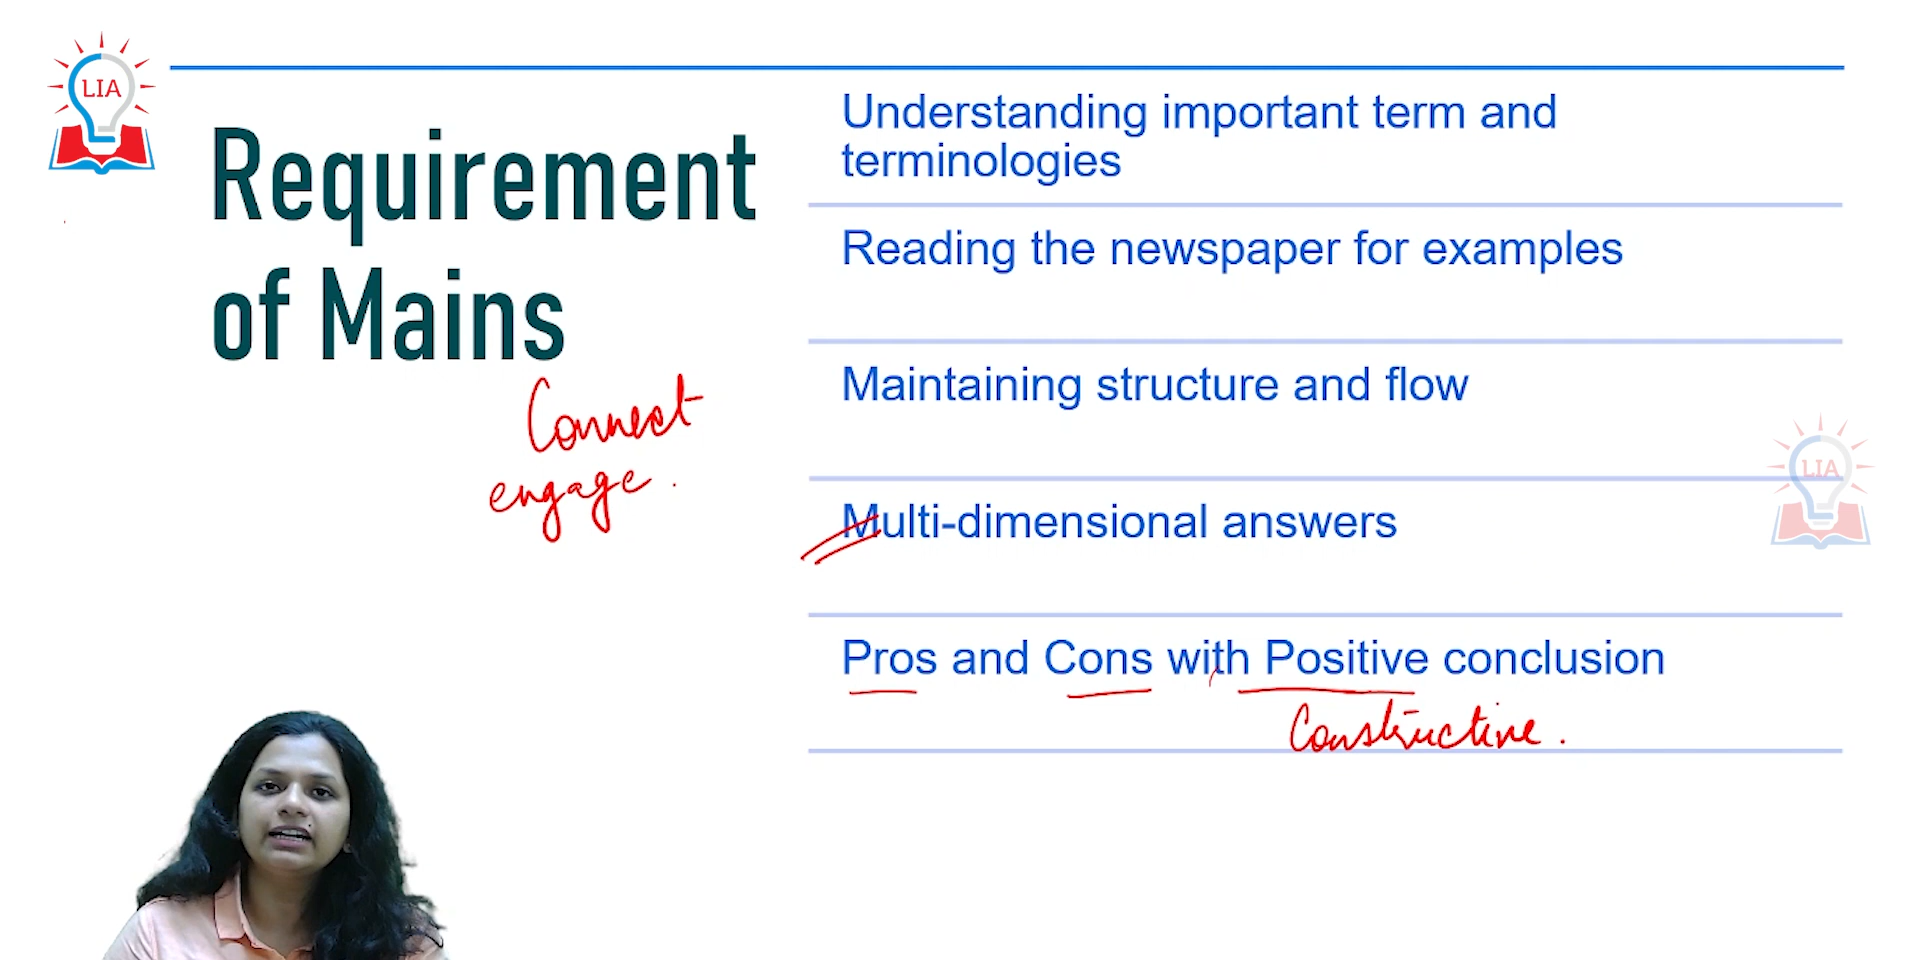 LIA
Requirement
of Mains
Connect
engage.
Understanding important term and
terminologies
Reading the newspaper for examples
Maintaining structure and flow
LIA
Multi-dimensional answers
Pros and Cons with Positive conclusion
Constructive.